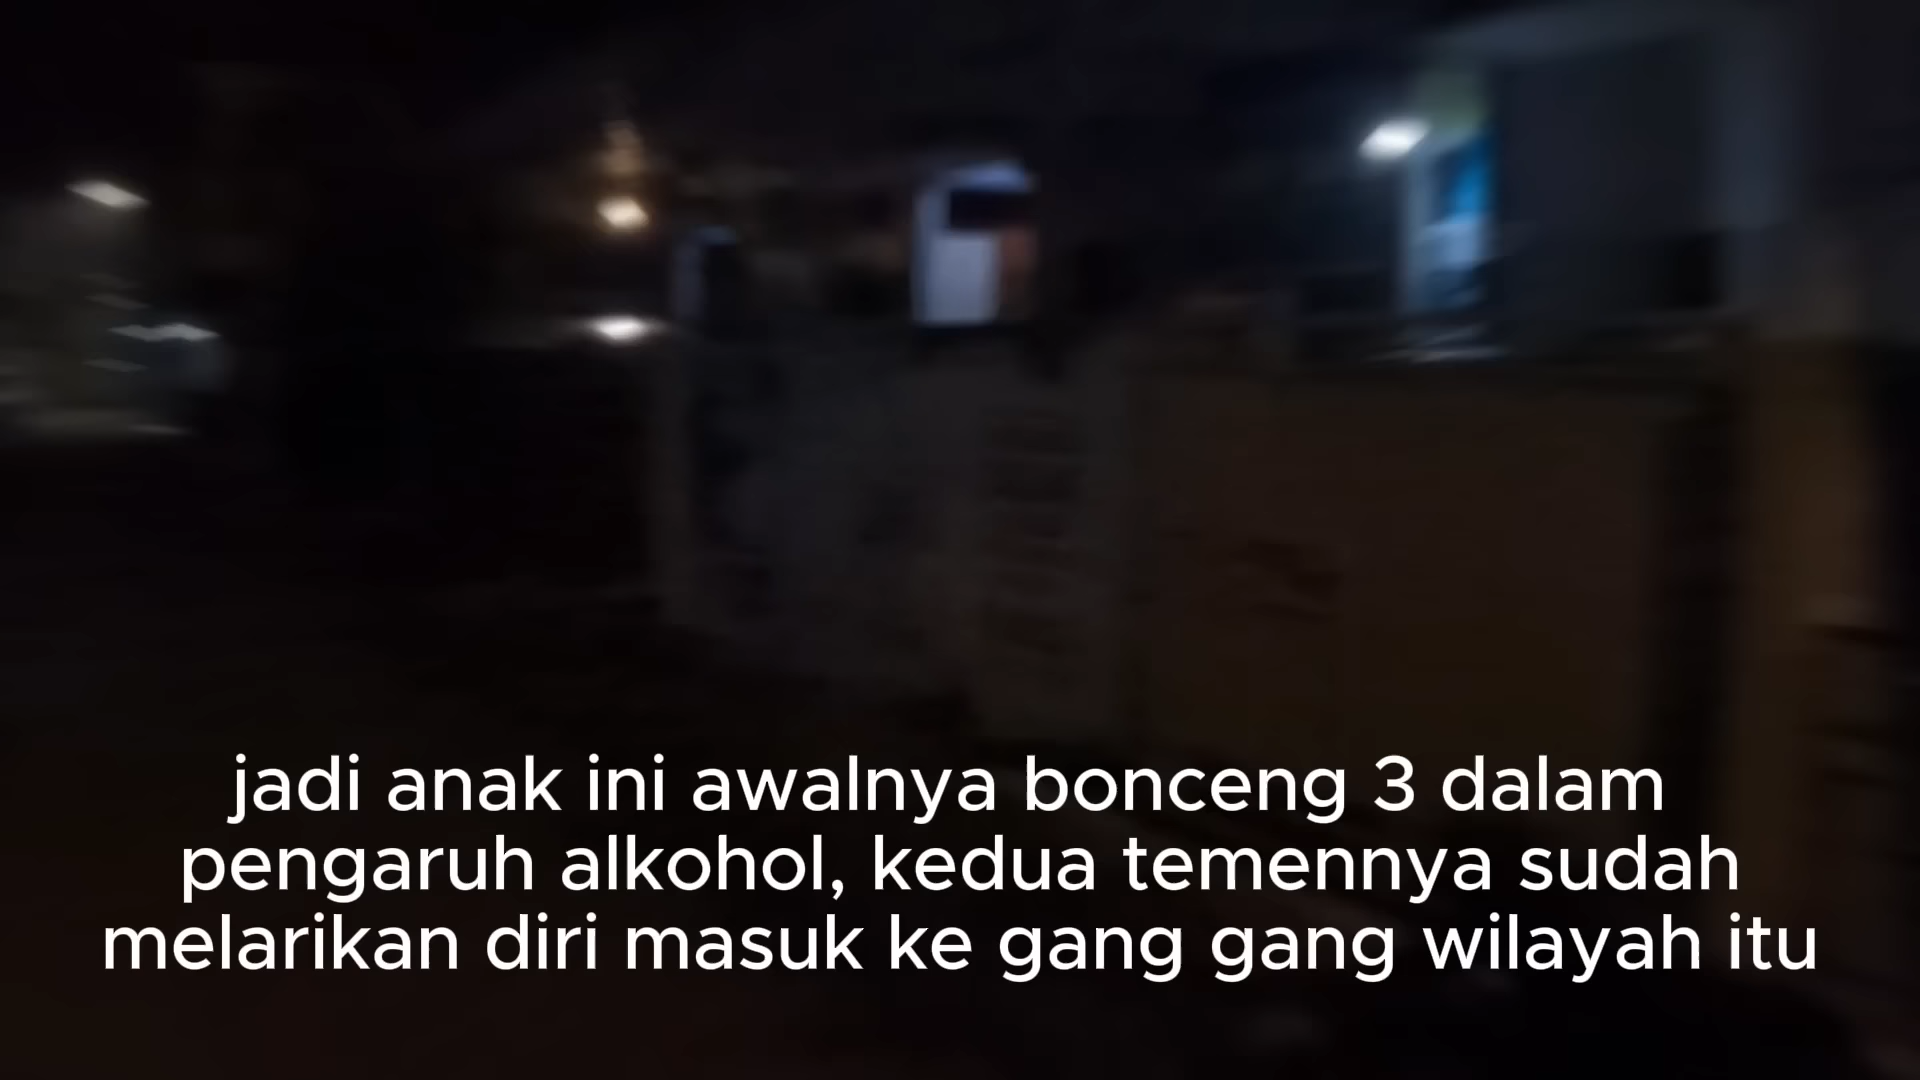 jadi anak ini awalnya bonceng 3 dalam
pengaruh alkohol, kedua temennya sudah
melarikan diri masuk ke gang gang wilayah itu